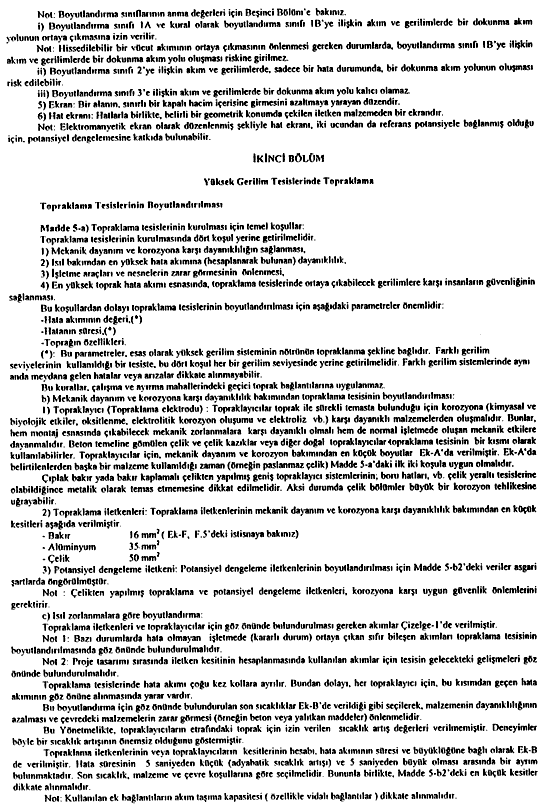 Not: Boyutlandırma sınıflarının anma değerleri için Beşinci Bölüm'e bakınız.
i) Boyutlandırma sınıfı 1A ve kural olarak boyutlandırma sınıfı 1B'ye ilişkin akım ve gerilimlerde bir dokunma akım
yolunun ortaya çıkmasına izin verilir.
Not: Hissedilebilir bir vücut akımının ortaya çıkmasının önlenmesi gereken durumlarda, boyutlandırma sınıfı 1B'ye ilişkin
akım ve gerilimlerde bir dokunma akım yolu oluşması riskine girilmez.
ii) Boyutlandırma sınıfı 2'ye ilişkin akım ve gerilimlerde, sadece bir hata durumunda, bir dokunma akım yolunun oluşması
risk edilebilir.
iii) Boyutlandırma sınıfı 3'e ilişkin akım ve gerilimlerde bir dokunma akım yolu kalıcı olamaz.
5) Ekran: Bir alanın, sınırlı bir kapalı hacim içerisine girmesini azaltmaya yarayan düzendir.
6) Hat ekranı: Hatlarla birlikte, belirli bir geometrik konumda çekilen iletken malzemeden bir ekrandır.
Not: Elektromanyetik ekran olarak düzenlenmiş şekliyle hat ekranı, iki ucundan da referans potansiyele bağlanmış olduğu
için, potansiyel dengelemesine katkıda bulunabilir.
İKİNCİ BÖLÜM
Yüksek Gerilim Tesislerinde Topraklama
Topraklama Tesislerinin Boyutlandırılması
Madde 5-a) Topraklama tesislerinin kurulması için temel koşullar:
Topraklama tesislerinin kurulmasında dört koşul yerine getirilmelidir.
1) Mekanik dayanım ve korozyona karşı dayanıklılığın sağlanması,
2) Isıl bakımdan en yüksek hata akımına (hesaplanarak bulunan) dayanıklılık,
3) İşletme araçları ve nesnelerin zarar görmesinin önlenmesi,
4) En yüksek toprak hata akımı esnasında, topraklama tesislerinde ortaya çıkabilecek gerilimlere karşı insanların güvenliğinin
sağlanması.
Bu koşullardan dolayı topraklama tesislerinin boyutlandırılması için aşağıdaki parametreler önemlidir:
-Hata akımının değeri,(*)
-Hatanın süresi,(*)
-Toprağın özellikleri.
(*): Bu parametreler, esas olarak yüksek gerilim sisteminin nötrünün topraklanma şekline bağlıdır. Farklı gerilim
seviyelerinin kullanıldığı bir tesiste, bu dört koşul her bir gerilim seviyesinde yerine getirilmelidir. Farklı gerilim sistemlerinde aynı
anda meydana gelen hatalar veya arızalar dikkate alınmayabilir.
Bu kurallar, çalışma ve ayırma mahallerindeki geçici toprak bağlantılarına uygulanmaz.
b) Mekanik dayanım ve korozyona karşı dayanıklılık bakımından topraklama tesisinin boyutlandırılması:
1) Topraklayıcı (Topraklama elektrodu) : Topraklayıcılar toprak ile sürekli temasta bulunduğu için korozyona (kimyasal ve
biyolojik etkiler, oksitlenme, elektrolitik korozyon oluşumu ve elektroliz vb.) karşı dayanıklı malzemelerden oluşmalıdır. Bunlar,
hem montaj esnasında çıkabilecek mekanik zorlanmalara karşı dayanıklı olmalı hem de normal işletmede oluşan mekanik etkilere
dayanmalıdır. Beton temeline gömülen çelik ve çelik kazıklar veya diğer doğal topraklayıcılar topraklama tesisinin bir kısmı olarak
kullanılabilirler. Topraklayıcılar için, mekanik dayanım ve korozyon bakımından en küçük boyutlar Ek-A'da verilmiştir. Ek-A'da
belirtilenlerden başka bir malzeme kullanıldığı zaman (örneğin paslanmaz çelik) Madde 5-a'daki ilk iki koşula uygun olmalıdır.
Çıplak bakır yada bakır kaplamalı çelikten yapılmış geniş topraklayıcı sistemlerinin; boru hatları, vb. çelik yeraltı tesislerine
olabildiğince metalik olarak temas etmemesine dikkat edilmelidir. Aksi durumda çelik bölümler büyük bir korozyon tehlikesine
uğrayabilir.
2) Topraklama iletkenleri: Topraklama iletkenlerinin mekanik dayanım ve korozyona karşı dayanıklılık bakımından en küçük
kesitleri aşağıda verilmiştir.
- Bakır 16 mm² ( Ek-F, F.5'deki istisnaya bakınız)
- Alüminyum 35 mm²
- Çelik 50 mm²
3) Potansiyel dengeleme iletkeni: Potansiyel dengeleme iletkenlerinin boyutlandırılması için Madde 5-b2'deki veriler asgari
şartlarda öngörülmüştür.
Not : Çelikten yapılmış topraklama ve potansiyel dengeleme iletkenleri, korozyona karşı uygun güvenlik önlemlerini
gerektirir.
c) Isıl zorlanmalara göre boyutlandırma:
Topraklama iletkenleri ve topraklayıcılar için göz önünde bulundurulması gereken akımlar Çizelge-1'de verilmiştir.
Not 1: Bazı durumlarda hata olmayan işletmede (kararlı durum) ortaya çıkan sıfır bileşen akımları topraklama tesisinin
boyutlandırılmasında göz önünde bulundurulmalıdır.
Not 2: Proje tasarımı sırasında iletken kesitinin hesaplanmasında kullanılan akımlar için tesisin gelecekteki gelişmeleri göz
önünde bulundurulmalıdır.
Topraklama tesislerinde hata akımı çoğu kez kollara ayrılır. Bundan dolayı, her topraklayıcı için, bu kısımdan geçen hata
akımının göz önüne alınmasında yarar vardır.
Bu boyutlandırma için göz önünde bulundurulan son sıcaklıklar Ek-B'de verildiği gibi seçilerek, malzemenin dayanıklılığının
azalması ve çevredeki malzemelerin zarar görmesi (örneğin beton veya yalıtkan maddeler) önlenmelidir.
Bu Yönetmelikte, topraklayıcıların etrafındaki toprak için izin verilen sıcaklık artış değerleri verilmemiştir. Deneyimler
böyle bir sıcaklık artışının önemsiz olduğunu göstermiştir.
Topraklama iletkenlerinin veya topraklayıcıların kesitlerinin hesabı, hata akımının süresi ve büyüklüğüne bağlı olarak Ek-B
de verilmiştir. Hata süresinin 5 saniyeden küçük (adyabatik sıcaklık artışı) ve 5 saniyeden büyük olması arasında bir ayırım
bulunmaktadır. Son sıcaklık, malzeme ve çevre koşullarına göre seçilmelidir. Bununla birlikte, Madde 5-b2'deki en küçük kesitler
dikkate alınmalıdır.
Not: Kullanılan ek bağlantıların akım taşıma kapasitesi ( özellikle vidalı bağlantılar ) dikkate alınmalıdır.